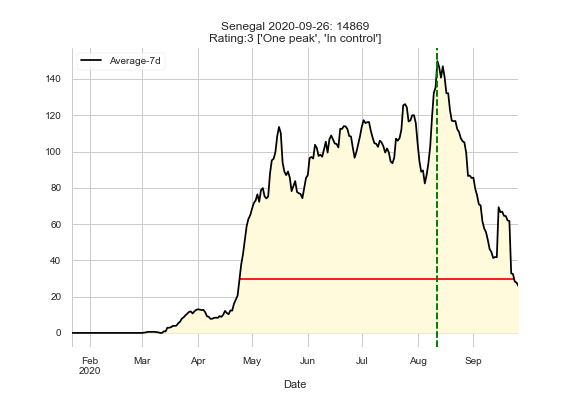 Senegal 2020-09-26: 14869
Rating:3 ['One peak', 'In control']
Average-7d
140
120
100
80
60
40
20
0
Feb Mar Apr May Jun Jul Aug Sep
2020
Date